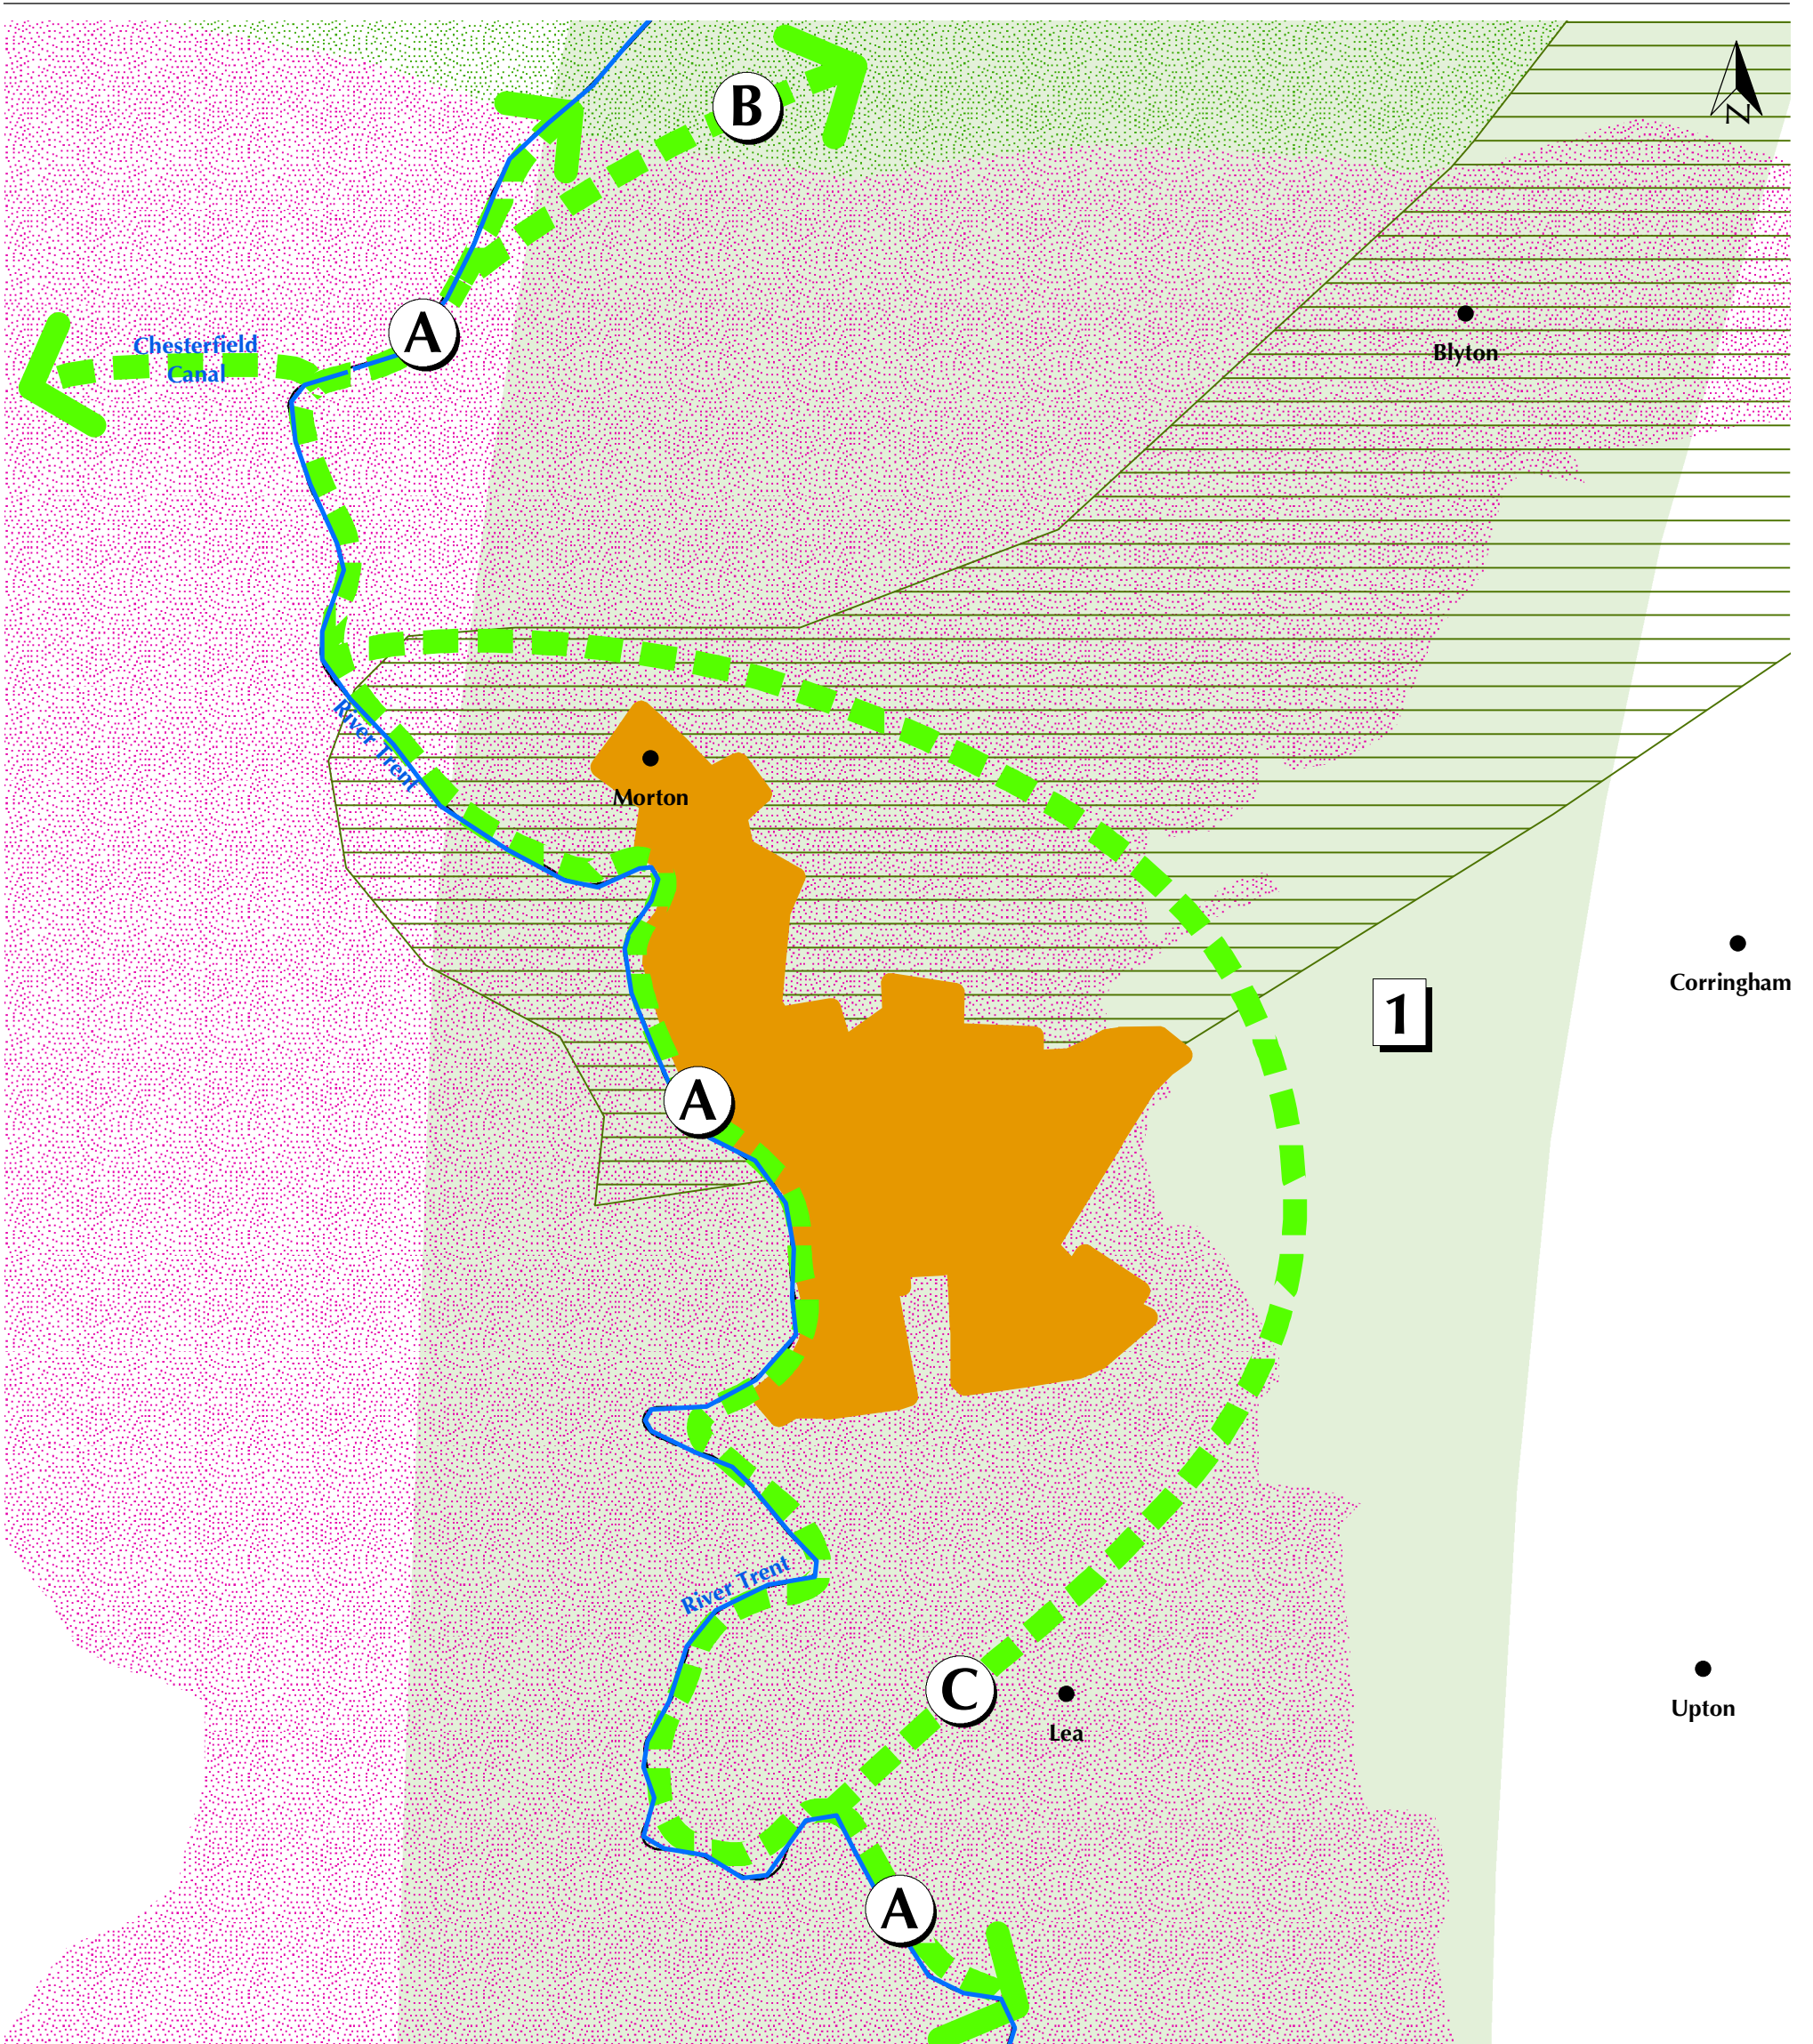 B
N
A
Chesterfield
Canal
Blyton
River Trent
Morton
Corringham
1
A
River Trent
C
Lea
Upton
A